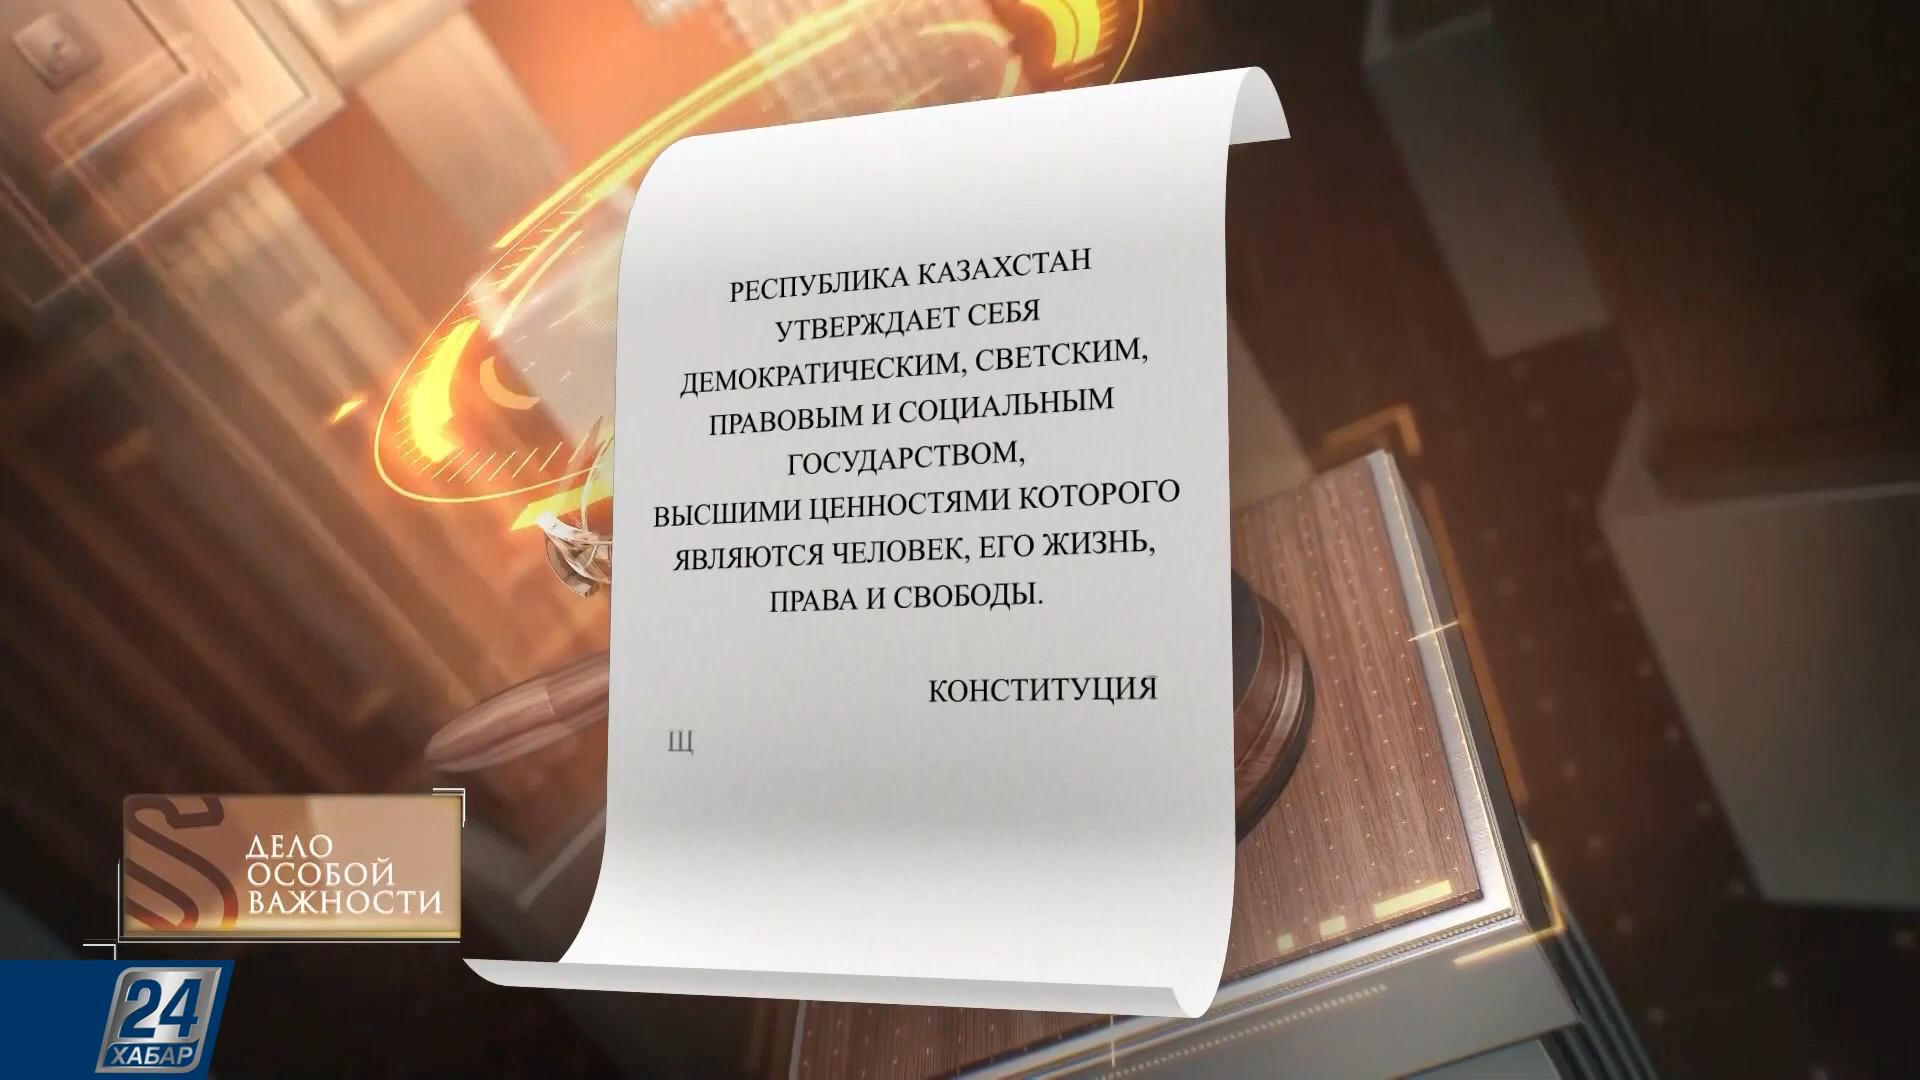 РЕСПУБЛИКА КАЗАХСТАН
УТВЕРЖДАЕТ СЕБЯ
ДЕМОКРАТИЧЕСКИМ, СВЕТСКИМ,
ПРАВОВЫМ И СОЦИАЛЬНЫМ
ГОСУДАРСТВОМ,
ВЫСШИМИ ЦЕННОСТЯМИ КОТОРОГО
ЯВЛЯЮТСЯ ЧЕЛОВЕК, ЕГО ЖИЗНЬ,
ПРАВА И СВОБОДЫ.
КОНСТИТУЦИЯ
Щ
ДЕЛО
ОСОБОЙ
ВАЖНОСТИ
24
ХАБАР